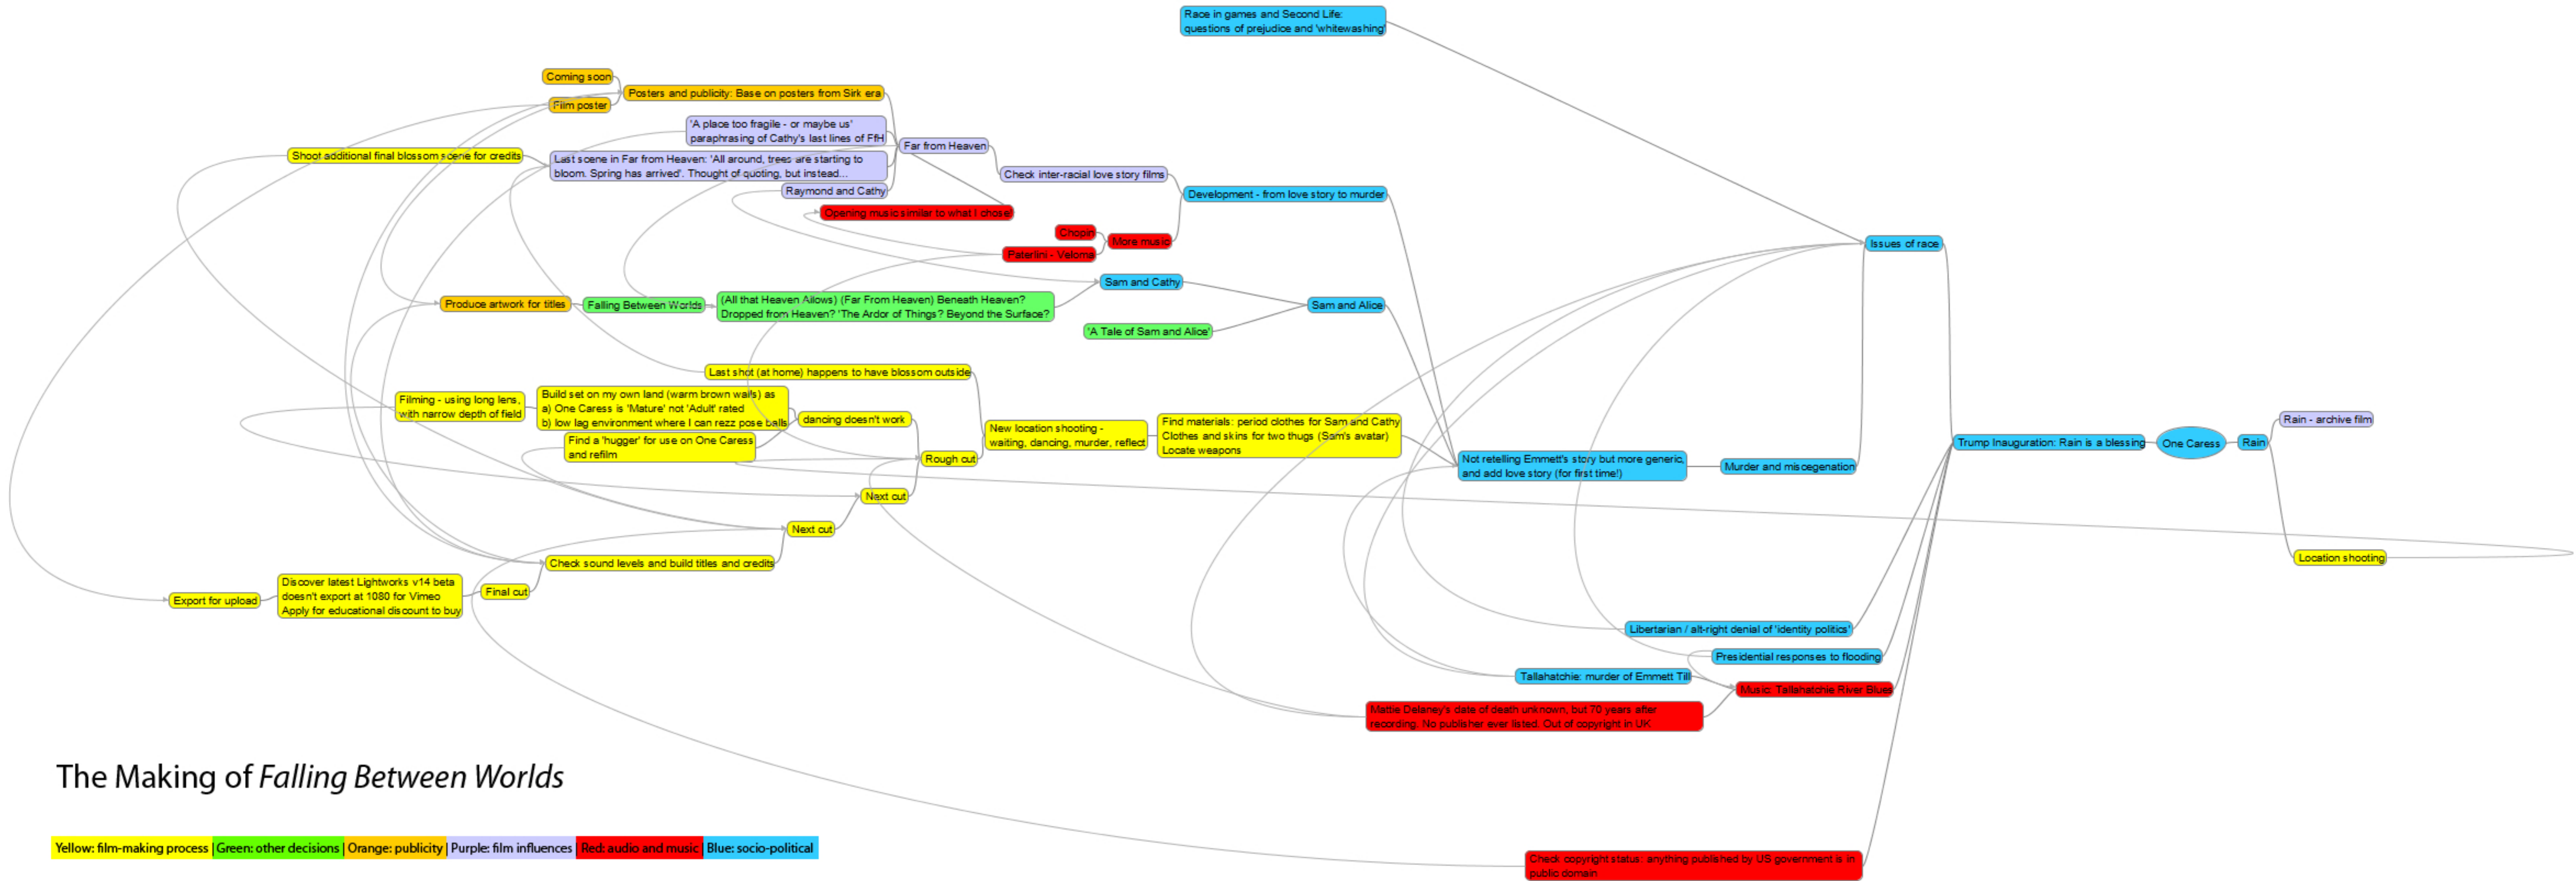 Race in games and Second Life:
questions of prejudice and 'whitewashing'
Coming soon
Posters and publicity: Base on posters from Sirk era
Film poster
'A place too fragile - or maybe us'
paraphrasing of Cathy's last lines of FfH
Far from Heaven
Shoot additional final blossom scene for credits
Last scene in Far from Heaven: 'All around, trees are starting to
bloom. Spring has arrived'. Thought of quoting, but instead...
Check inter-racial love story films
Raymond and Cathy
Development - from love story to murder
Opening music similar to what I chose!
Chopin
More music
Paterlini - Veloma
Issues of race
Sam and Cathy
Produce artwork for titles
Falling Between Worlds
(All that Heaven Allows) (Far From Heaven) Beneath Heaven?
Dropped from Heaven? 'The Ardor of Things? Beyond the Surface?
Sam and Alice
'A Tale of Sam and Alice'
Last shot (at home) happens to have blossom outside
Filming - using long lens,
with narrow depth of field
Build set on my own land (warm brown walls) as
a) One Caress is 'Mature' not 'Adult' rated
b) low lag environment where I can rezz pose balls
dancing doesn't work
Find a 'hugger' for use on One Caress
and refilm
New location shooting -
waiting, dancing, murder, reflect
Find materials: period clothes for Sam and Cathy
Clothes and skins for two thugs (Sam's avatar)
Locate weapons
Rough cut
Not retelling Emmett's story but more generic,
and add love story (for first time!)
Murder and miscegenation
Trump Inauguration: Rain is a blessing
One Caress
Rain
Rain - archive film
Next cut
Next cut
Location shooting
Check sound levels and build titles and credits
Final cut
Discover latest Lightworks v14 beta
doesn't export at 1080 for Vimeo
Apply for educational discount to buy
Export for upload
Libertarian / alt-right denial of 'identity politics'
Presidential responses to flooding
Tallahatchie: murder of Emmett Till
Music: Tallahatchie River Blues
Mattie Delaney's date of death unknown, but 70 years after
recording. No publisher ever listed. Out of copyright in UK
The Making of Falling Between Worlds
Yellow: film-making process | Green: other decisions | Orange: publicity | Purple: film influences | Red: audio and music | Blue: socio-political
Check copyright status: anything published by US government is in
public domain